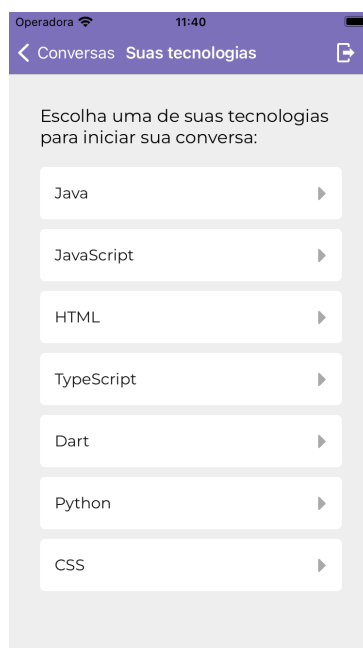 Operadora 11:40
Conversas Suas tecnologias
Escolha uma de suas tecnologias
para iniciar sua conversa:
Java
JavaScript
HTML
TypeScript
Dart
Python
CSS